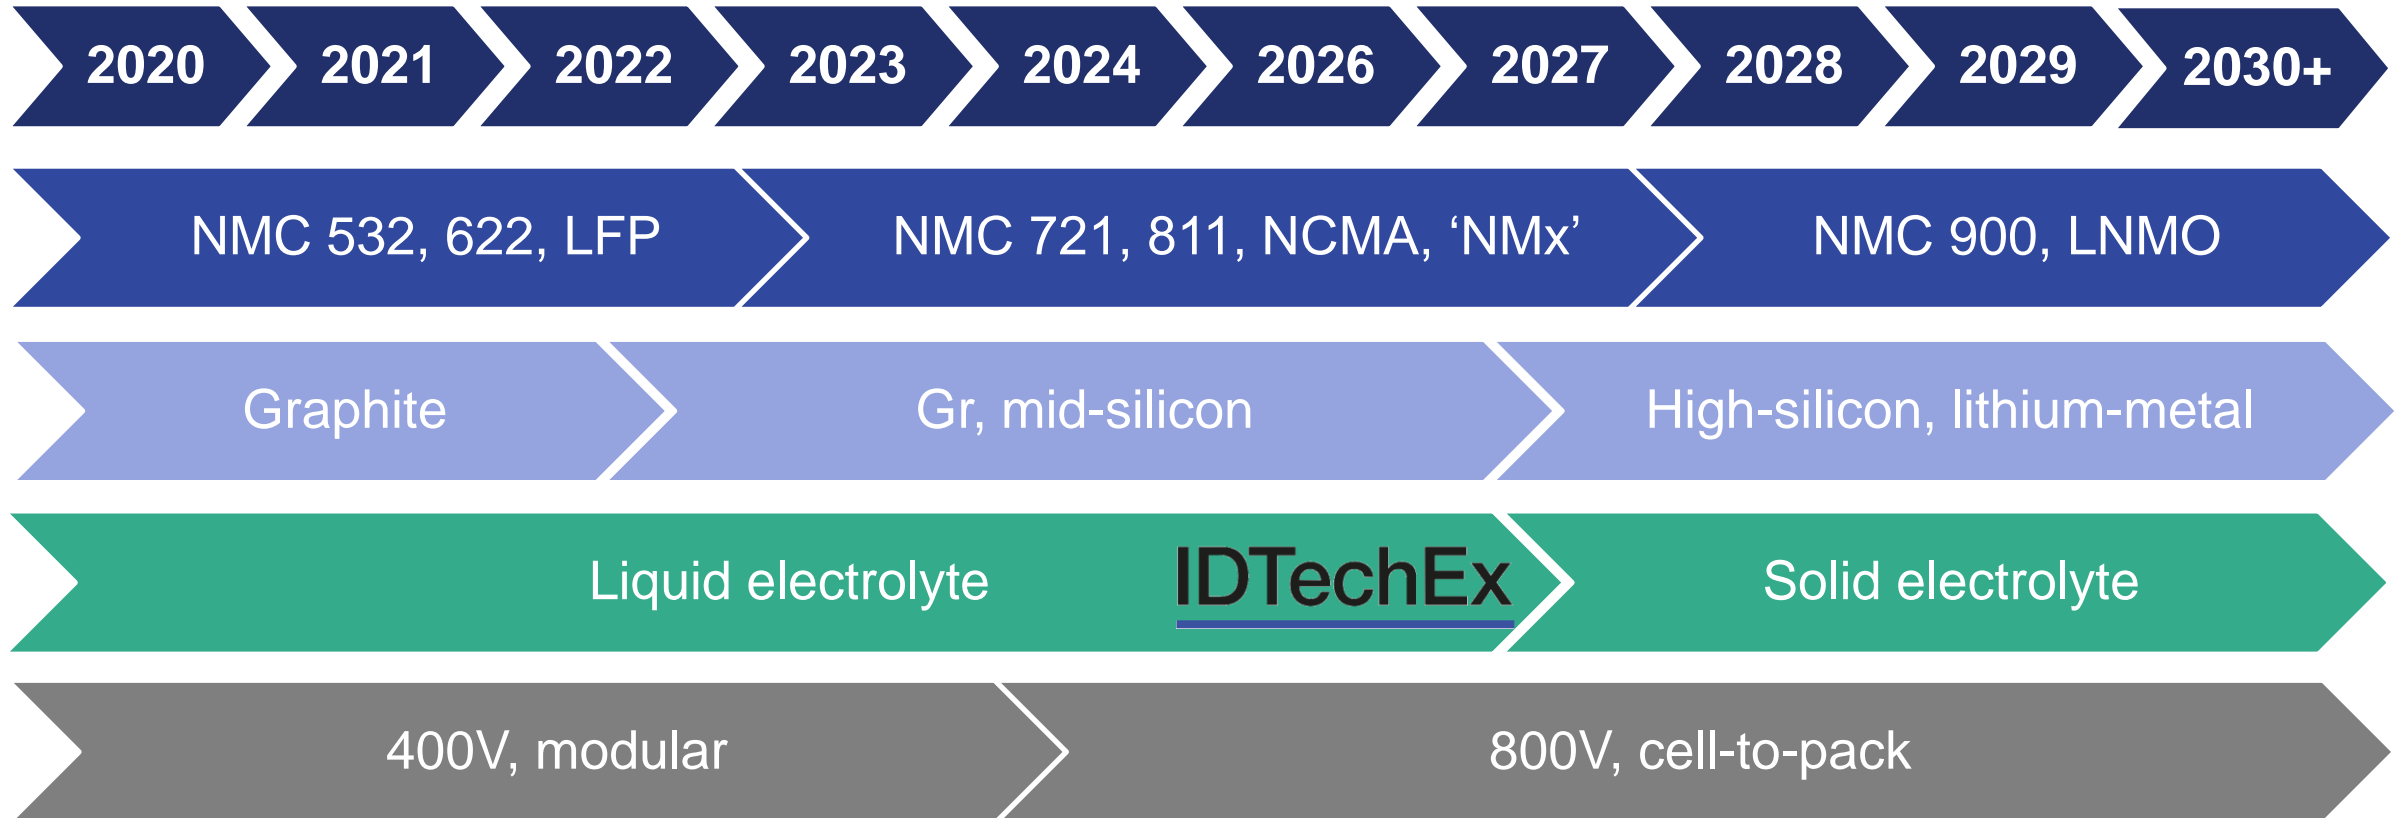 2020 2021 2022 2023 2024 2026 2027 2028 2029 2030+
NMC 532, 622, LFP NMC 721, 811, NCMA, ‘NMx’ NMC 900, LNMO
Graphite Gr, mid-silicon High-silicon, lithium-metal
Liquid electrolyte IDTechEx Solid electrolyte
400V, modular 800V, cell-to-pack